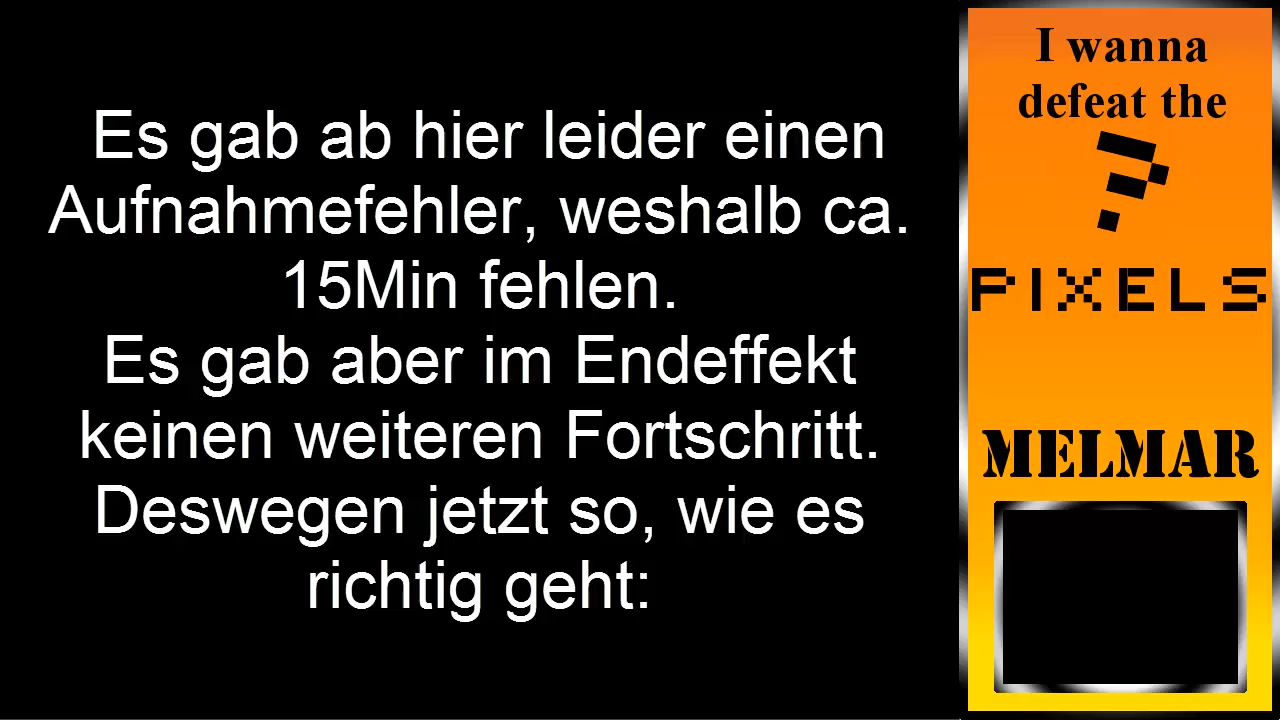 Es gab ab hier leider einen
Aufnahmefehler, weshalb ca.
15Min fehlen.
Es gab aber im Endeffekt
keinen weiteren Fortschritt.
Deswegen jetzt so, wie es
richtig geht:
I wanna
defeat the
?
PIXELS
MELMAR